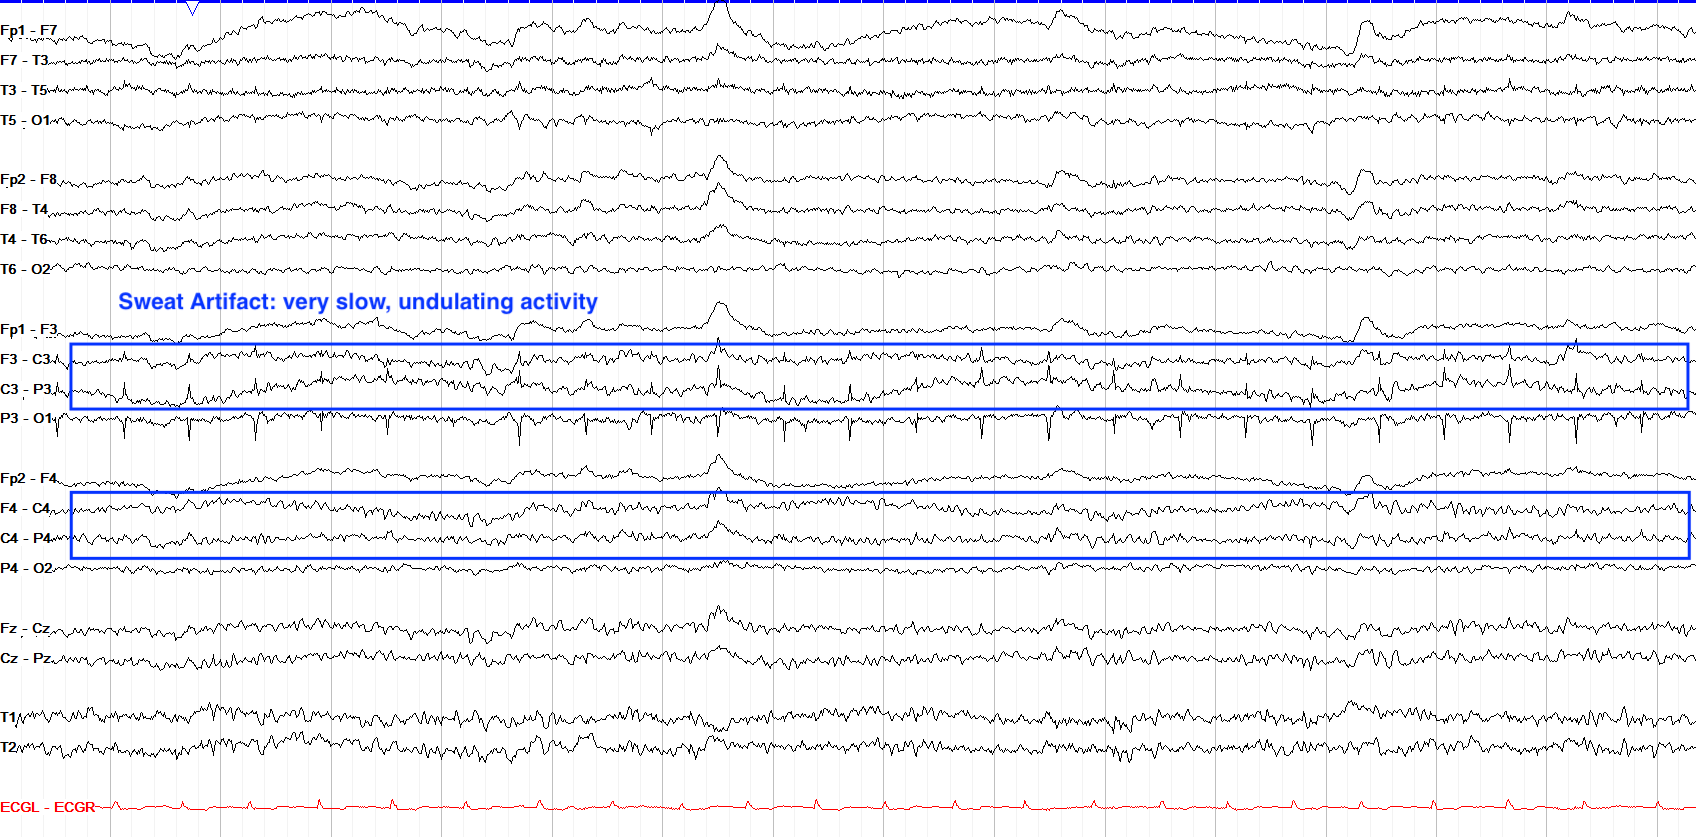 Fp1 - F7
F7 - T3
T3 - T5
T5 - O1
Fp2 - F8
F8 - T4
T4 - T6
T6 - O2
Sweat Artifact: very slow, undulating activity
Fp1 - F3
F3 - C3
C3 - P3
P3 - O1
Fp2 - F4
F4 - C4
C4 - P4
P4 - O2
Fz - Cz
Cz - Pz
T1
T2
ECGL - ECGR